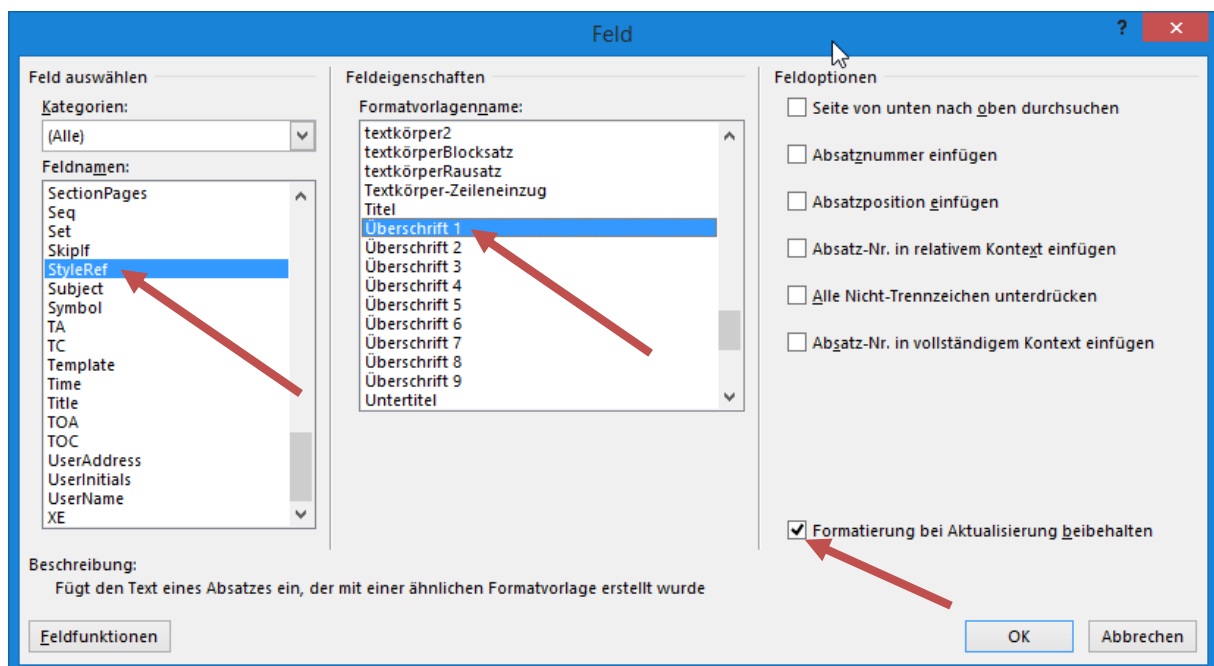 Feld
?
Feld auswählen
Kategorien:
(Alle)
Feldnamen:
SectionPages
Seq
Set
SkipIf
StyleRef
Subject
Symbol
TA
TC
Template
Time
Title
TOA
TOC
UserAddress
UserInitials
UserName
XE
Feldeigenschaften
Formatvorlagenname:
textkörper2
textkörperBlocksatz
textkörperRausatz
Textkörper-Zeileneinzug
Titel
Überschrift 1
Überschrift 2
Überschrift 3
Überschrift 4
Überschrift 5
Überschrift 6
Überschrift 7
Überschrift 8
Überschrift 9
Untertitel
Feldoptionen
Seite von unten nach oben durchsuchen
Absatznummer einfügen
Absatzposition einfügen
Absatz-Nr. in relativem Kontext einfügen
Alle Nicht-Trennzeichen unterdrücken
Absatz-Nr. in vollständigem Kontext einfügen
Formatierung bei Aktualisierung beibehalten
Beschreibung:
Fügt den Text eines Absatzes ein, der mit einer ähnlichen Formatvorlage erstellt wurde
Feldfunktionen
OK
Abbrechen